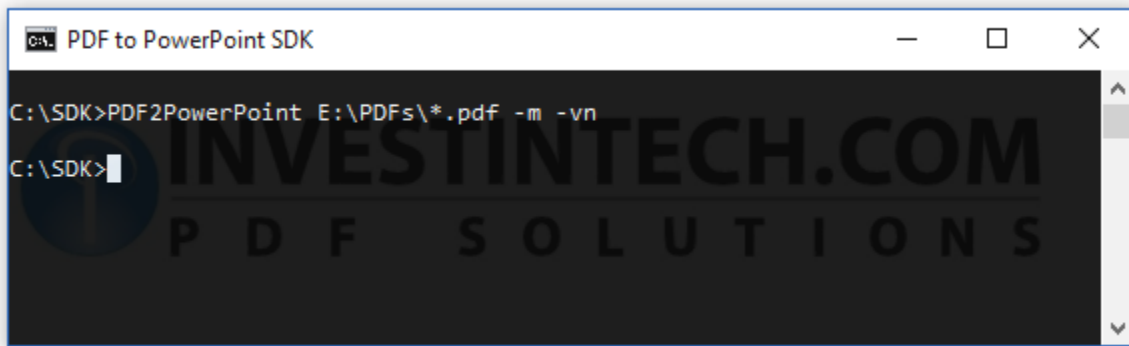 PDF to PowerPoint SDK
C:\SDK>PDF2PowerPoint E:\PDFs\*.pdf -m -vn
C:\SDK>
INVESTINTECH.COM
PDF SOLUTIONS